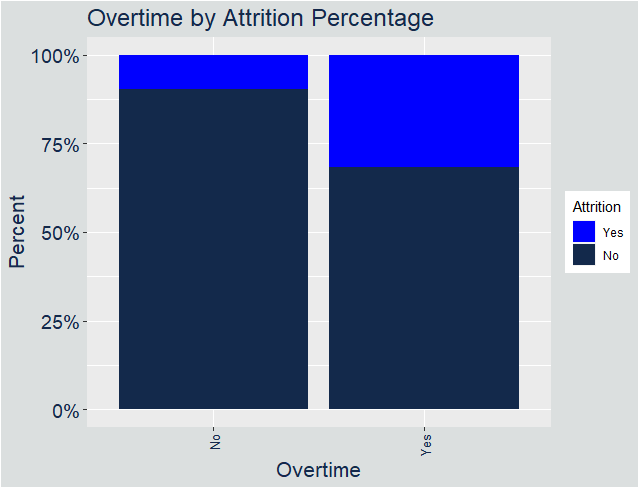 Overtime by Attrition Percentage
100%
75%
50%
25%
0%
Percent
No
Yes
Overtime
Attrition
Yes
No